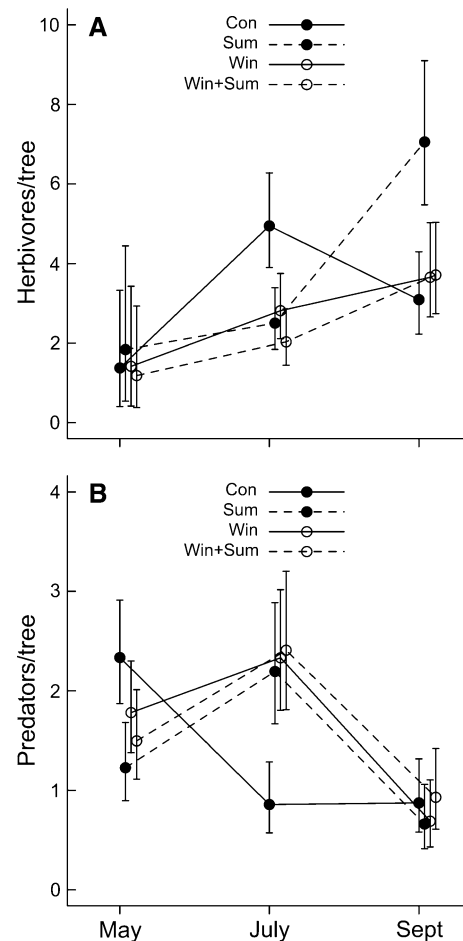 A
Con
Sum
Win
Win+Sum
10
8
6
4
2
0
Herbivores/tree
B
Con
Sum
Win
Win+Sum
4
3
2
1
0
Predators/tree
May July Sept